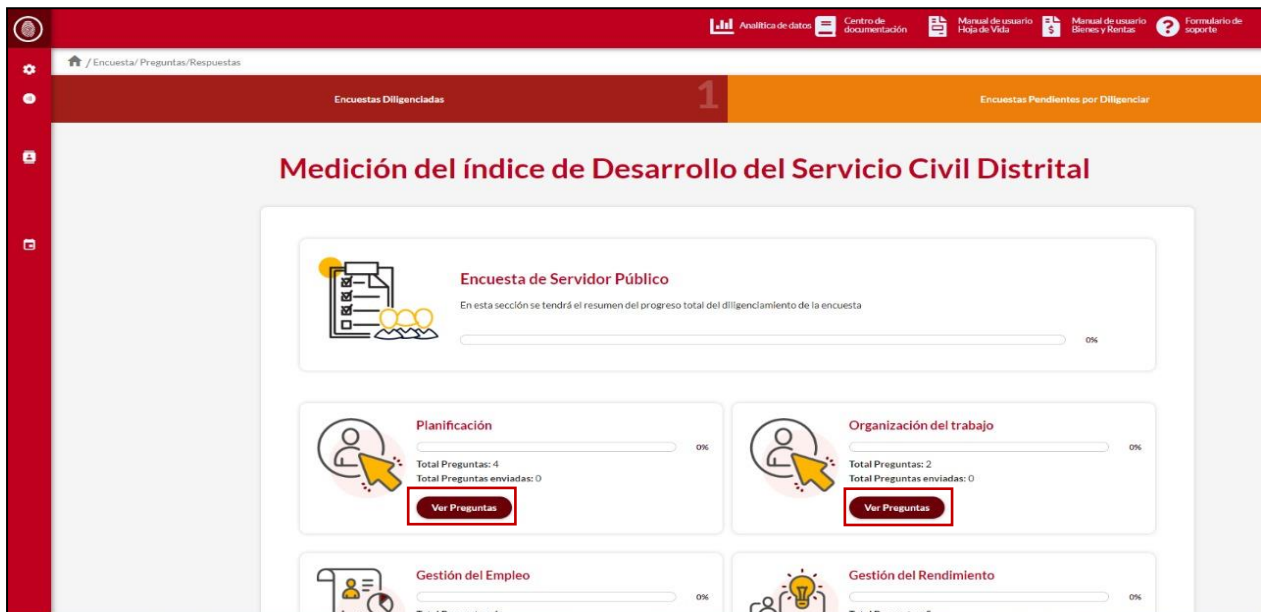 Analítica de datos
Centro de
documentación
Manual de usuario
Hoja de Vida
Manual de usuario
Bienes y Rentas
Formulario de
soporte
/ Encuesta/ Preguntas/Respuestas
Encuestas Diligenciadas
1
Encuestas Pendientes por Diligenciar
Medición del índice de Desarrollo del Servicio Civil Distrital
Encuesta de Servidor Público
En esta sección se tendrá el resumen del progreso total del diligenciamiento de la encuesta
0%
Planificación
0%
Total Preguntas: 4
Total Preguntas enviadas: 0
Ver Preguntas
Organización del trabajo
0%
Total Preguntas: 2
Total Preguntas enviadas: 0
Ver Preguntas
Gestión del Empleo
0%
Gestión del Rendimiento
0%